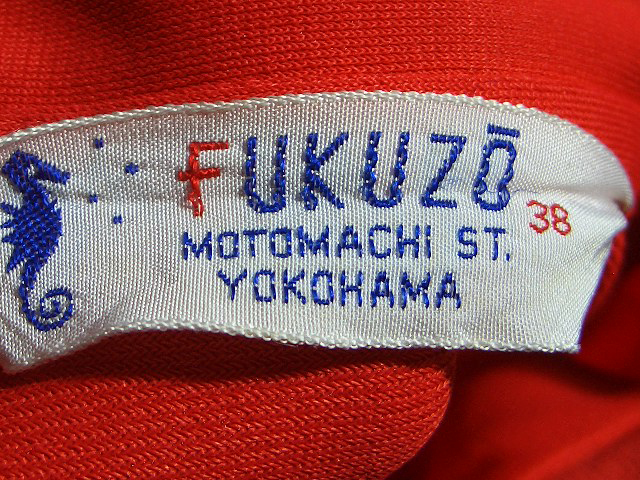 FUKUZŌ
38
MOTOMACHI ST.
YOKOHAMA